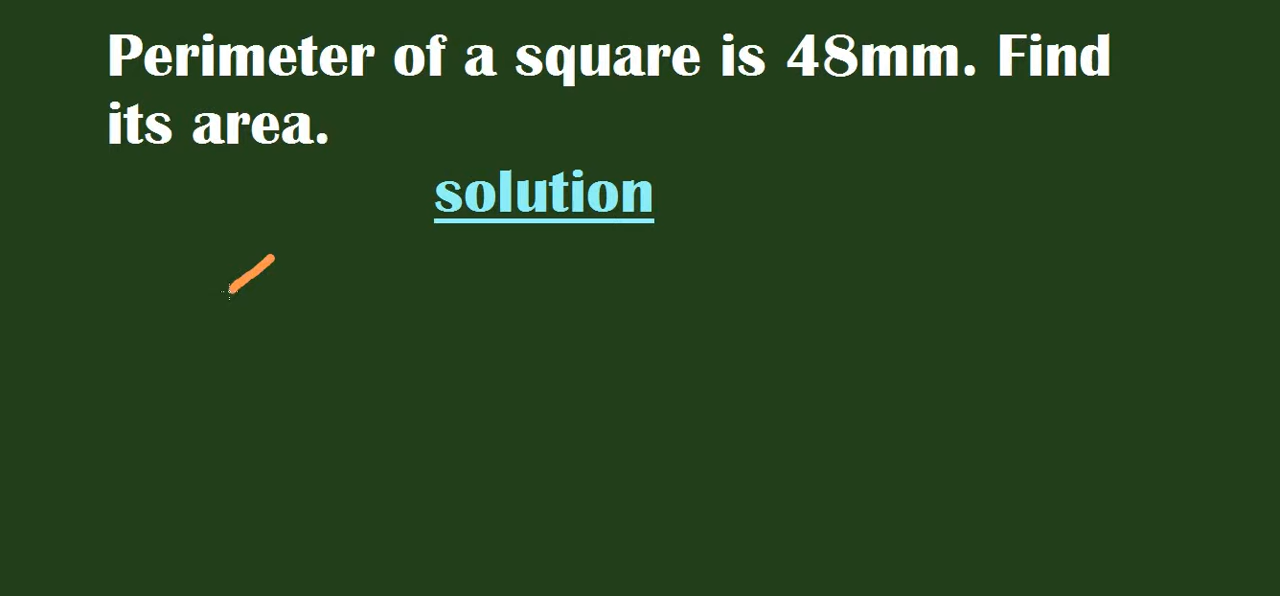 Perimeter of a square is 48mm. Find
its area.
solution